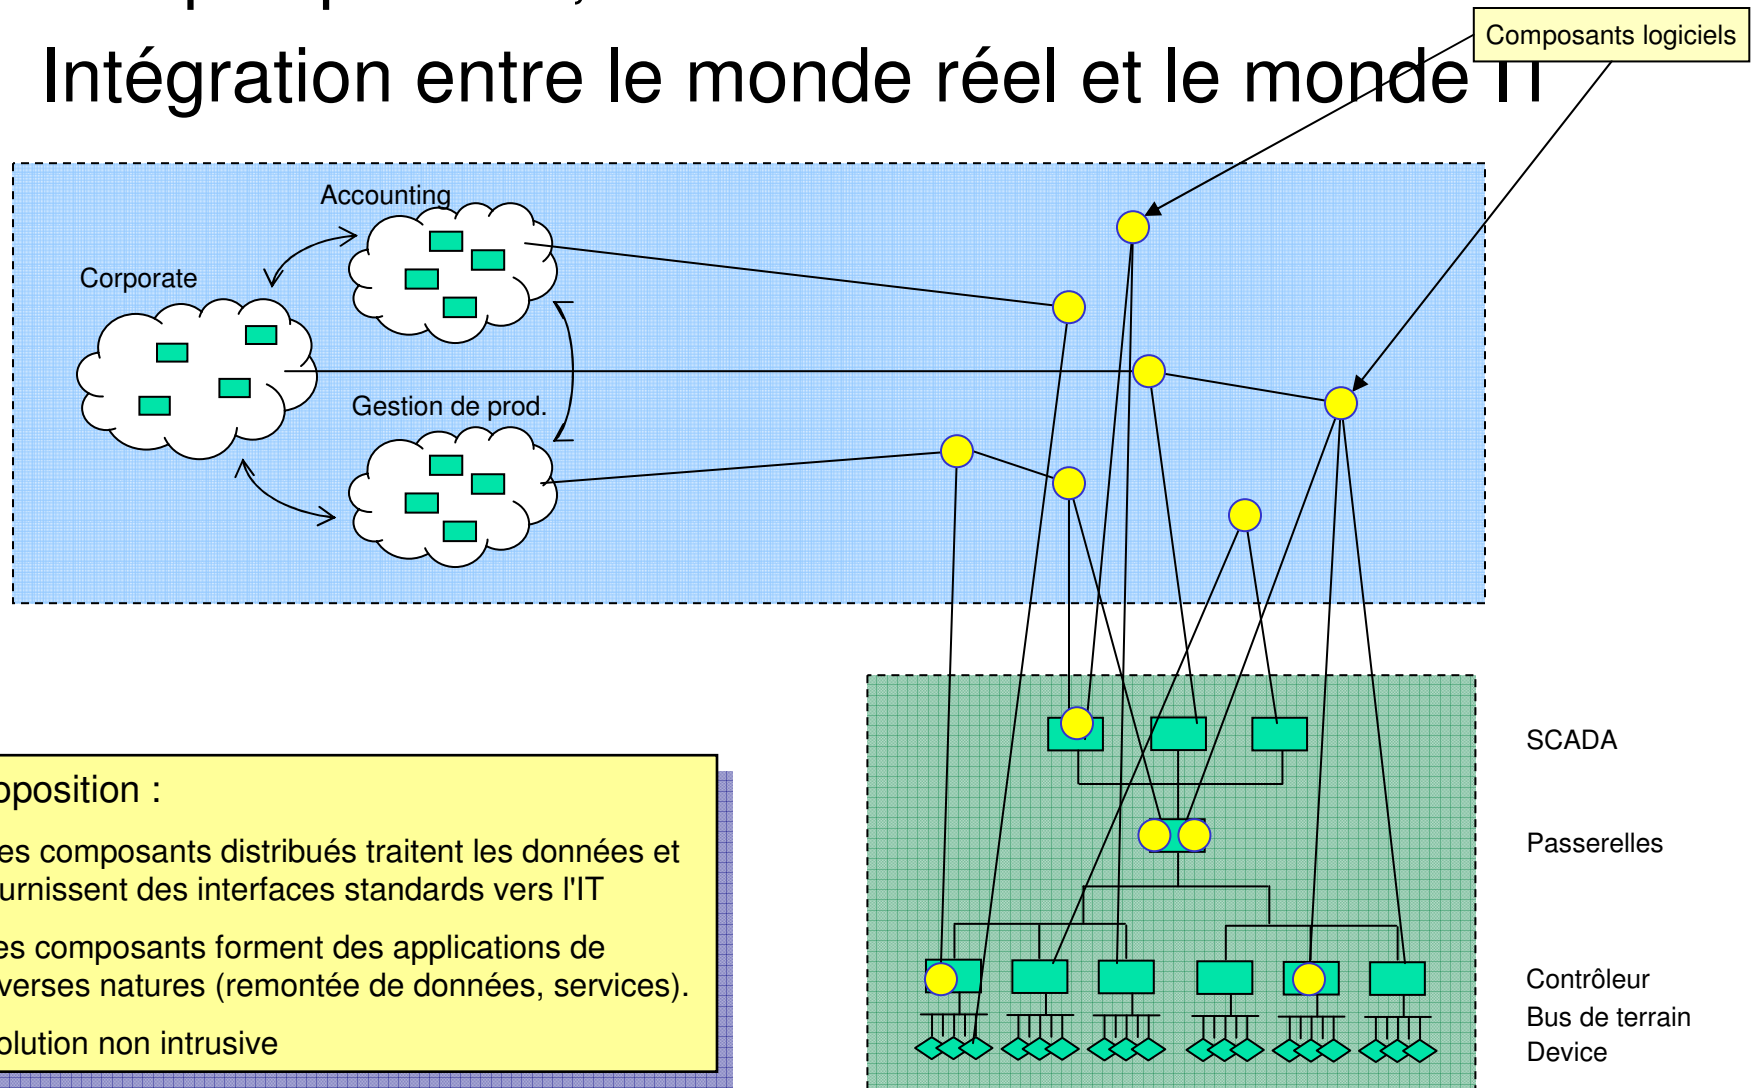 Intégration entre le monde réel et le monde IT
Composants logiciels
Accounting
Corporate
Gestion de prod.
SCADA
Passerelles
Contrôleur
Bus de terrain
Device
oposition :
es composants distribués traitent les données et
urnissent des interfaces standards vers l'IT
es composants forment des applications de
verses natures (remontée de données, services).
olution non intrusive